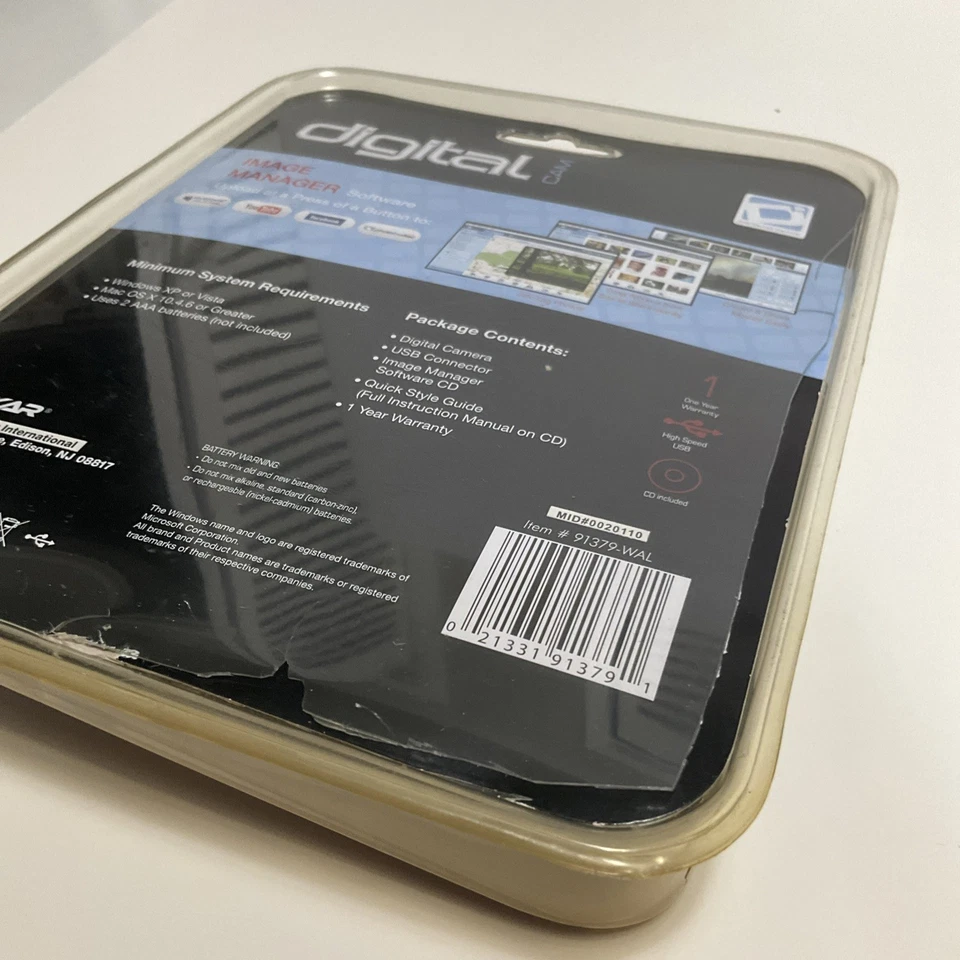 digital
CAM
IMAGE
MANAGER Software
Upload at a Press of a Button to:
YouTube
facebook
Minimum System Requirements
• Windows XP or Vista
• Mac OS X 10.4.6 or Greater
• Uses 2 AAA batteries (not included)
Package Contents:
• Digital Camera
• USB Connector
• Image Manager
Software CD
• Quick Style Guide
(Full Instruction Manual on CD)
• 1 Year Warranty
1
One Year
Warranty
High Speed
USB
CD included
International
Edison, NJ 08817
BATTERY WARNING
• Do not mix old and new batteries
• Do not mix alkaline, standard (carbon-zinc),
or rechargeable (nickel-cadmium) batteries.
The Windows name and logo are registered trademarks of
Microsoft Corporation.
All brand and Product names are trademarks or registered
trademarks of their respective companies.
MID#0020110
Item # 91379-WAL
0 21331 91379 1